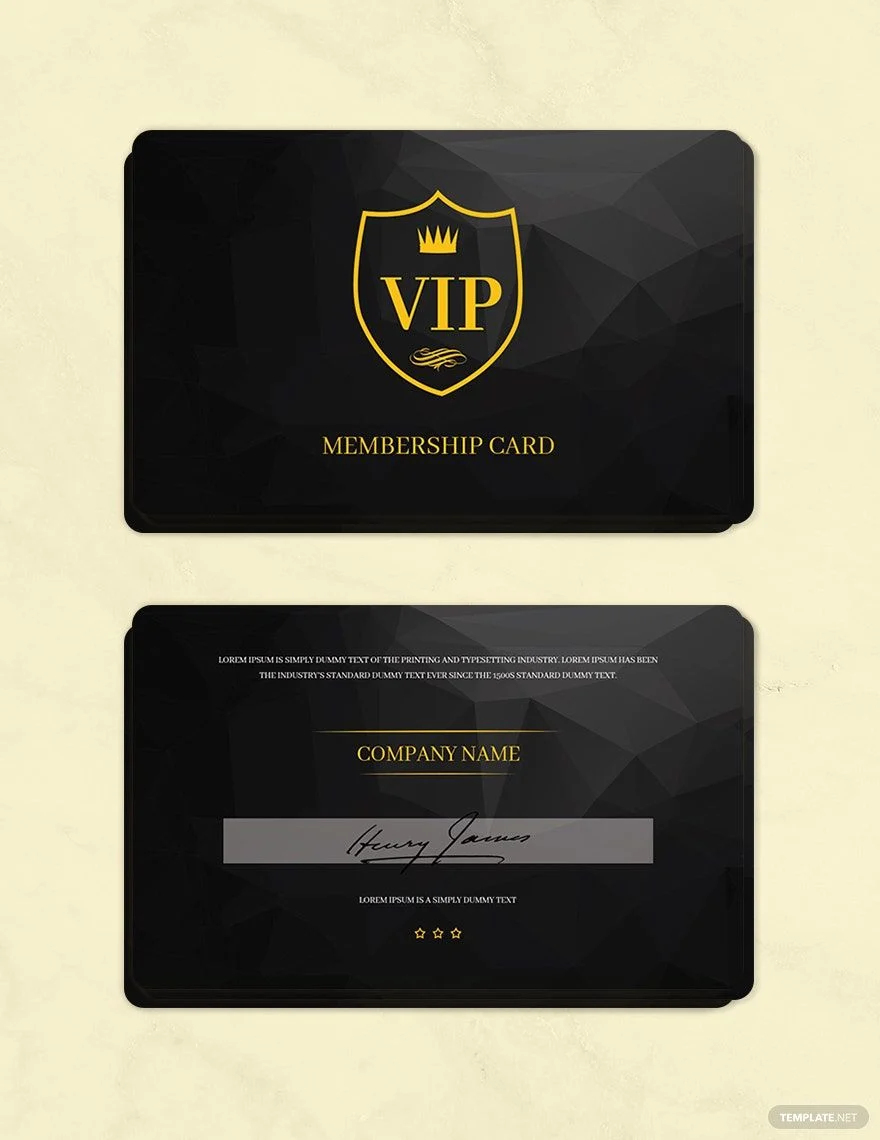 VIP
MEMBERSHIP CARD
LOREM IPSUM IS SIMPLY DUMMY TEXT OF THE PRINTING AND TYPESETTING INDUSTRY. LOREM IPSUM HAS BEEN
THE INDUSTRY'S STANDARD DUMMY TEXT EVER SINCE THE 1500S STANDARD DUMMY TEXT.
COMPANY NAME
Henry James
LOREM IPSUM IS A SIMPLY DUMMY TEXT
TEMPLATE.NET